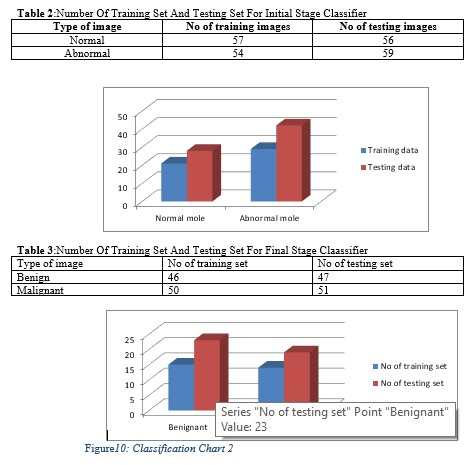 Table 2:Number Of Training Set And Testing Set For Initial Stage Classifier
Type of image No of training images No of testing images
Normal 57 56
Abnormal 54 59
50
40
30
20
10
0
Normal mole Abnormal mole
Training data
Testing data
Table 3:Number Of Training Set And Testing Set For Final Stage Claassifier
Type of image No of training set No of testing set
Benign 46 47
Malignant 50 51
25
20
15
10
5
0
Benignant
No of training set
No of testing set
Series "No of testing set" Point "Benignant"
Value: 23
Figure10: Classification Chart 2